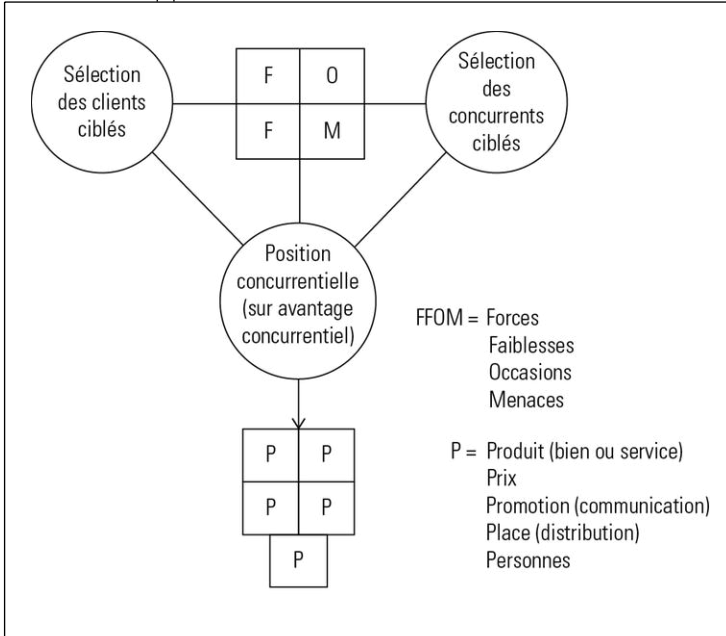 Sélection
des clients
ciblés
F
O
F
M
Sélection
des
concurrents
ciblés
Position
concurrentielle
(sur avantage
concurrentiel)
FFOM = Forces
Faiblesses
Occasions
Menaces
P
P
P
P
P
P = Produit (bien ou service)
Prix
Promotion (communication)
Place (distribution)
Personnes